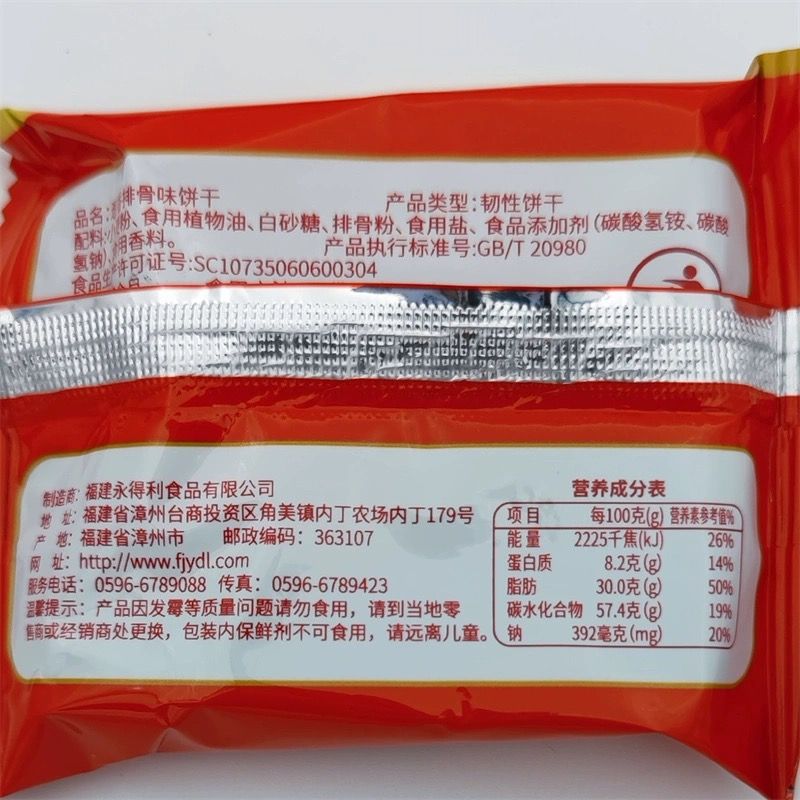 品名: 排骨味饼干 产品类型: 韧性饼干
配料: 粉、食用植物油、白砂糖、排骨粉、食用盐、食品添加剂(碳酸氢铵、碳酸
氢钠)、食用香料。 产品执行标准号:GB/T 20980
食品生 许可证号:SC10735060600304
制造商: 福建永得利食品有限公司
地 址: 福建省漳州台商投资区角美镇内丁农场内丁179号
产 地: 福建省漳州市 邮政编码: 363107
网 址: http://www.fjydl.com
服务电话: 0596-6789088 传真: 0596-6789423
温馨提示: 产品因发霉等质量问题请勿食用, 请到当地零
售商或经销商处更换, 包装内保鲜剂不可食用, 请远离儿童。
营养成分表
项目 每100克(g) 营养素参考值%
能量 2225千焦(kJ) 26%
蛋白质 8.2克(g) 14%
脂肪 30.0克(g) 50%
碳水化合物 57.4克(g) 19%
钠 392毫克(mg) 20%